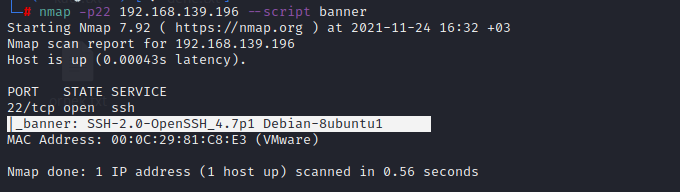 # nmap -p22 192.168.139.196 --script banner
Starting Nmap 7.92 ( https://nmap.org ) at 2021-11-24 16:32 +03
Nmap scan report for 192.168.139.196
Host is up (0.00043s latency).
PORT   STATE SERVICE
22/tcp open  ssh
|_banner: SSH-2.0-OpenSSH_4.7p1 Debian-8ubuntu1
MAC Address: 00:0C:29:81:C8:E3 (VMware)
Nmap done: 1 IP address (1 host up) scanned in 0.56 seconds